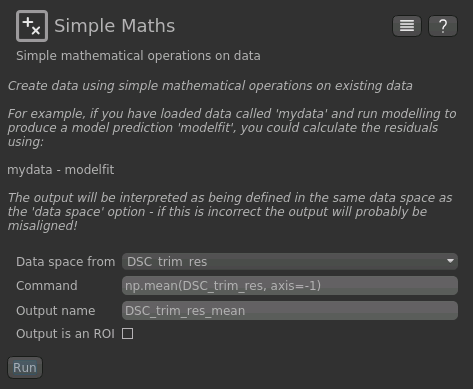 Simple Maths
?
Simple mathematical operations on data
Create data using simple mathematical operations on existing data
For example, if you have loaded data called 'mydata' and run modelling to
produce a model prediction 'modelfit', you could calculate the residuals
using:
mydata - modelfit
The output will be interpreted as being defined in the same data space as
the 'data space' option - if this is incorrect the output will probably be
misaligned!
Data space from DSC_trim_res
Command np.mean(DSC_trim_res, axis=-1)
Output name DSC_trim_res_mean
Output is an ROI
Run